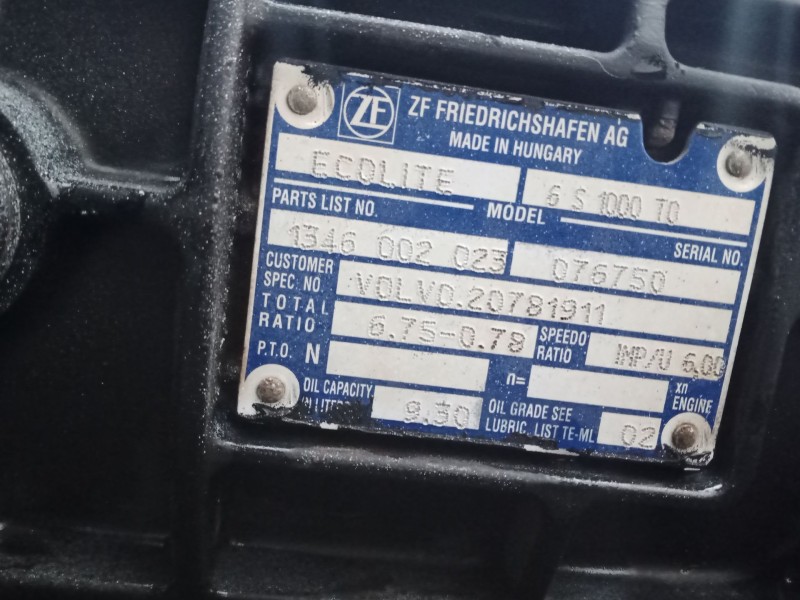 ZF ZF FRIEDRICHSHAFEN AG
MADE IN HUNGARY
ECOLITE 6 S 1000 TO
PARTS LIST NO. MODEL SERIAL NO.
1346 002 023 076750
CUSTOMER SPEC. NO. VOLVO.20781911
TOTAL RATIO 6.75-0.78 SPEEDO RATIO IMP/U 6,00
P.T.O. N n= xn ENGINE
OIL CAPACITY IN LITERS 9.30 OIL GRADE SEE LUBRIC. LIST TE-ML 02